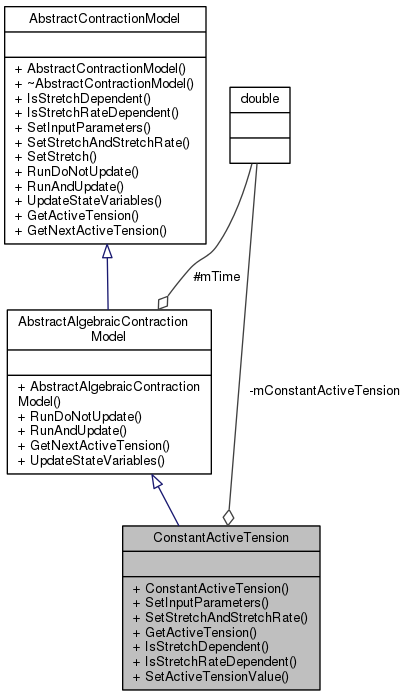 AbstractContractionModel
+ AbstractContractionModel()
+ ~AbstractContractionModel()
+ IsStretchDependent()
+ IsStretchRateDependent()
+ SetInputParameters()
+ SetStretchAndStretchRate()
+ SetStretch()
+ RunDoNotUpdate()
+ RunAndUpdate()
+ UpdateStateVariables()
+ GetActiveTension()
+ GetNextActiveTension()
double
#mTime
AbstractAlgebraicContraction
Model
+ AbstractAlgebraicContraction
Model()
+ RunDoNotUpdate()
+ RunAndUpdate()
+ GetNextActiveTension()
+ UpdateStateVariables()
-mConstantActiveTension
ConstantActiveTension
+ ConstantActiveTension()
+ SetInputParameters()
+ SetStretchAndStretchRate()
+ GetActiveTension()
+ IsStretchDependent()
+ IsStretchRateDependent()
+ SetActiveTensionValue()